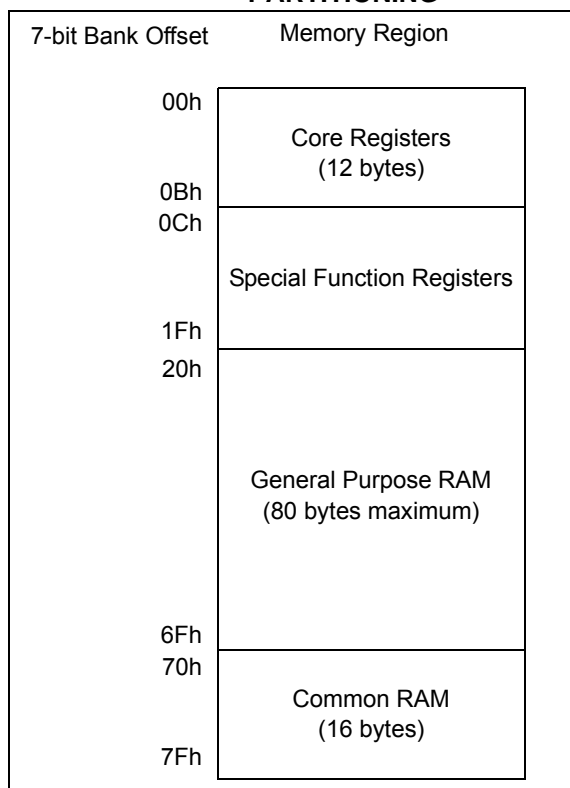 7-bit Bank Offset Memory Region
00h
Core Registers
(12 bytes)
0Bh
0Ch
Special Function Registers
1Fh
20h
General Purpose RAM
(80 bytes maximum)
6Fh
70h
Common RAM
(16 bytes)
7Fh